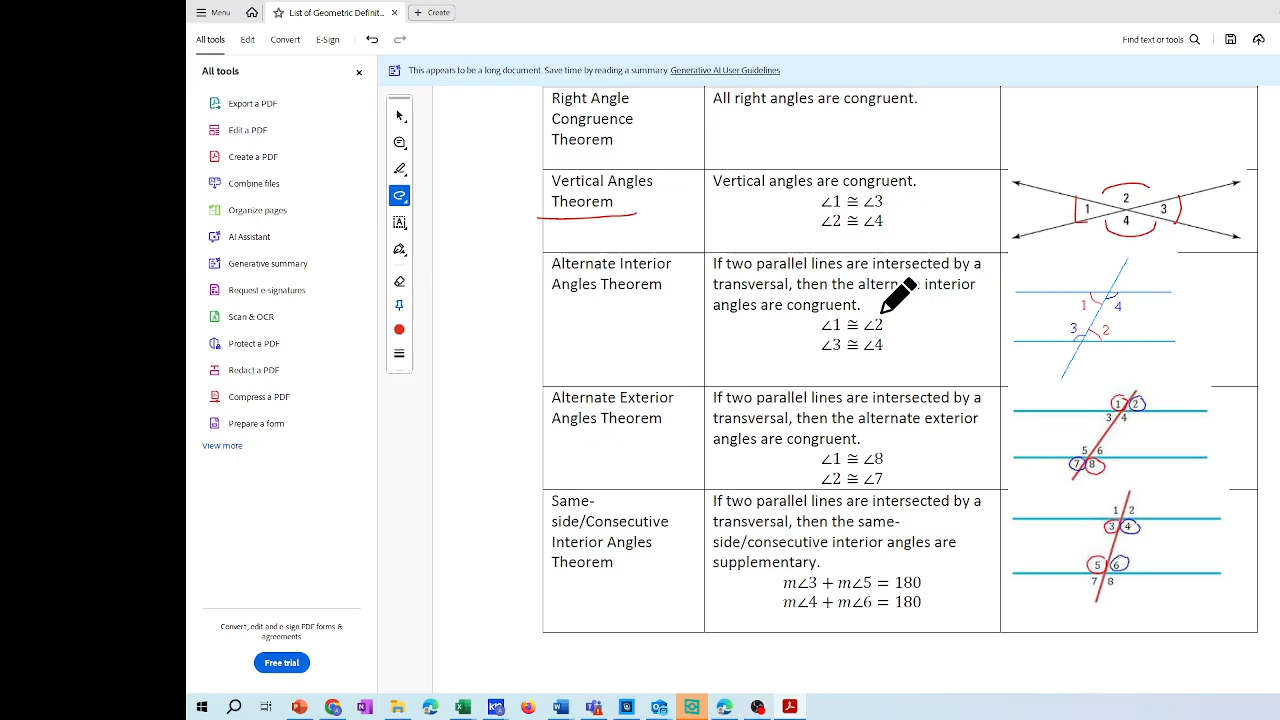 Menu
List of Geometric Definit...
Create
All tools
Edit
Convert
E-Sign
Find text or tools
All tools
This appears to be a long document. Save time by reading a summary. Generative AI User Guidelines
Export a PDF
Edit a PDF
Create a PDF
Combine files
Organize pages
AI Assistant
Generative summary
Request e-signatures
Scan & OCR
Protect a PDF
Redact a PDF
Compress a PDF
Prepare a form
View more
Convert, edit and e-sign PDF forms &
agreements
Free trial
Right Angle
Congruence
Theorem
All right angles are congruent.
Vertical Angles
Theorem
Vertical angles are congruent.
∠1 ≅ ∠3
∠2 ≅ ∠4
2
1
3
4
Alternate Interior
Angles Theorem
If two parallel lines are intersected by a
transversal, then the interior
angles are congruent.
∠1 ≅ ∠2
∠3 ≅ ∠4
1
4
3
2
Alternate Exterior
Angles Theorem
If two parallel lines are intersected by a
transversal, then the alternate exterior
angles are congruent.
∠1 ≅ ∠8
∠2 ≅ ∠7
1 2
3 4
5 6
7 8
Same-
side/Consecutive
Interior Angles
Theorem
If two parallel lines are intersected by a
transversal, then the same-
side/consecutive interior angles are
supplementary.
m∠3 + m∠5 = 180
m∠4 + m∠6 = 180
1 2
3 4
5 6
7 8